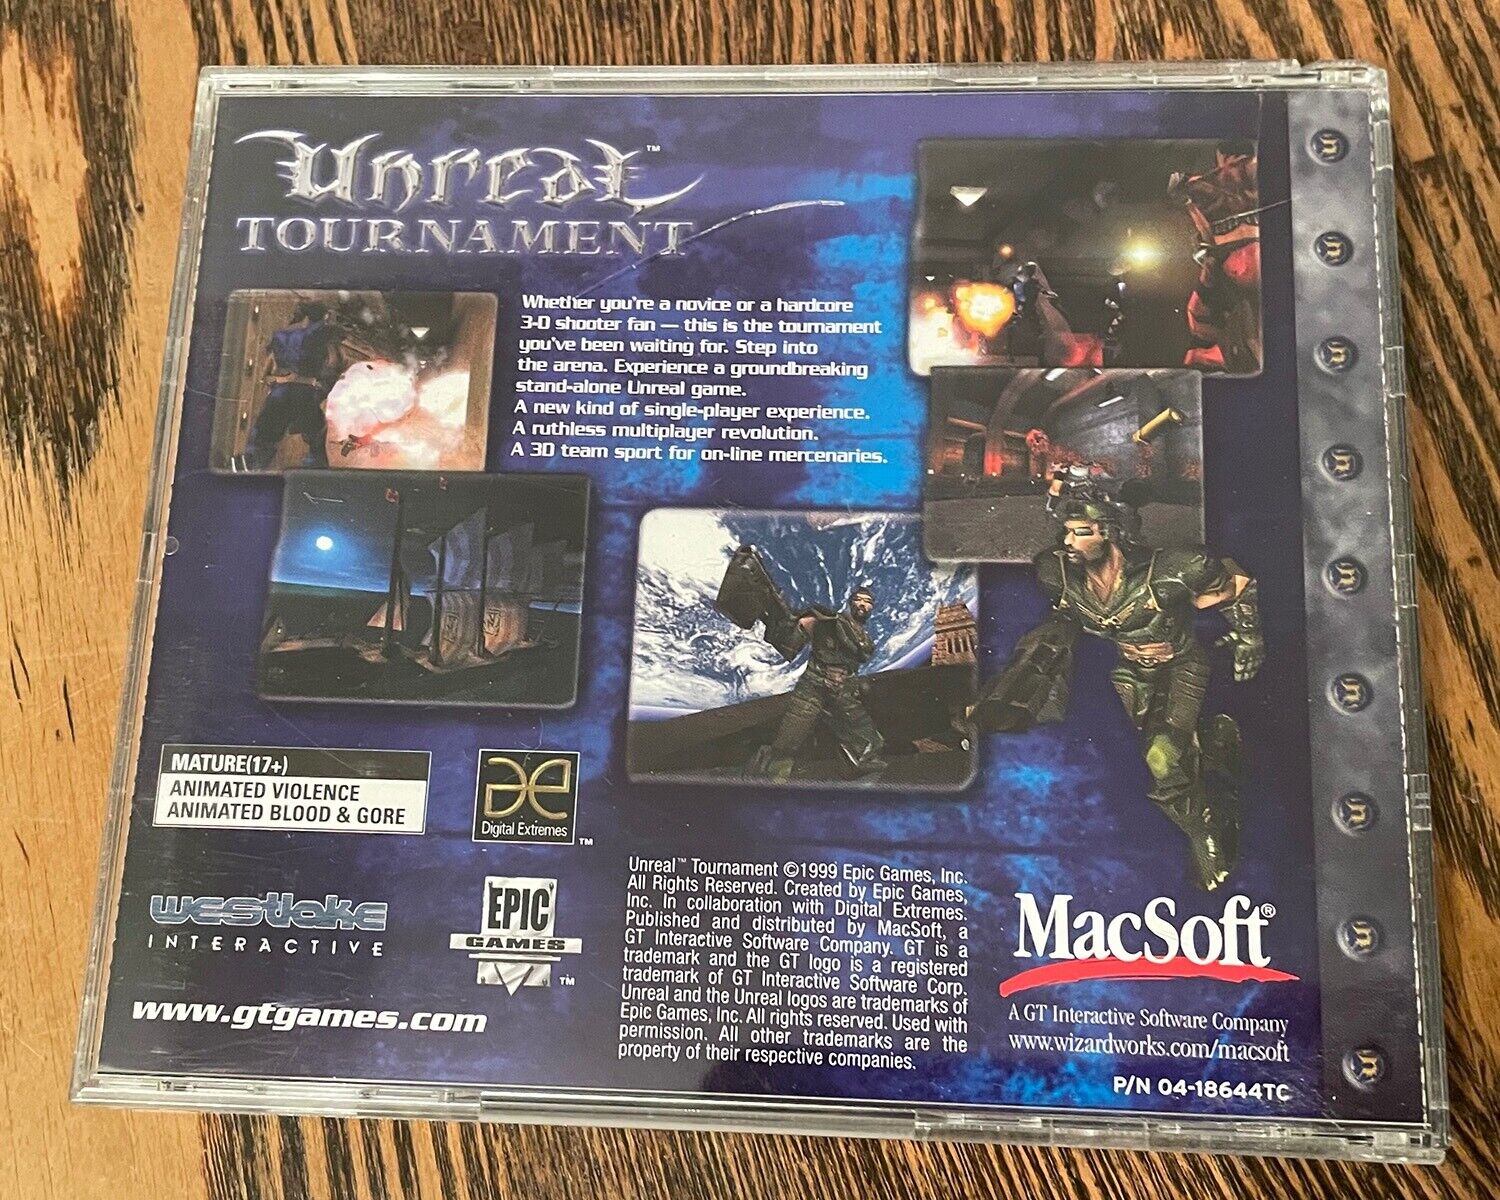 Unreal™
TOURNAMENT
Whether you're a novice or a hardcore
3-D shooter fan — this is the tournament
you've been waiting for. Step into
the arena. Experience a groundbreaking
stand-alone Unreal game.
A new kind of single-player experience.
A ruthless multiplayer revolution.
A 3D team sport for on-line mercenaries.
MATURE(17+)
ANIMATED VIOLENCE
ANIMATED BLOOD & GORE
Digital Extremes
™
westlake
INTERACTIVE
EPIC
GAMES
™
www.gtgames.com
Unreal™ Tournament ©1999 Epic Games, Inc.
All Rights Reserved. Created by Epic Games,
Inc. in collaboration with Digital Extremes.
Published and distributed by MacSoft, a
GT Interactive Software Company. GT is a
trademark and the GT logo is a registered
trademark of GT Interactive Software Corp.
Unreal and the Unreal logos are trademarks of
Epic Games, Inc. All rights reserved. Used with
permission. All other trademarks are the
property of their respective companies.
MacSoft®
A GT Interactive Software Company
www.wizardworks.com/macsoft
P/N 04-18644TC